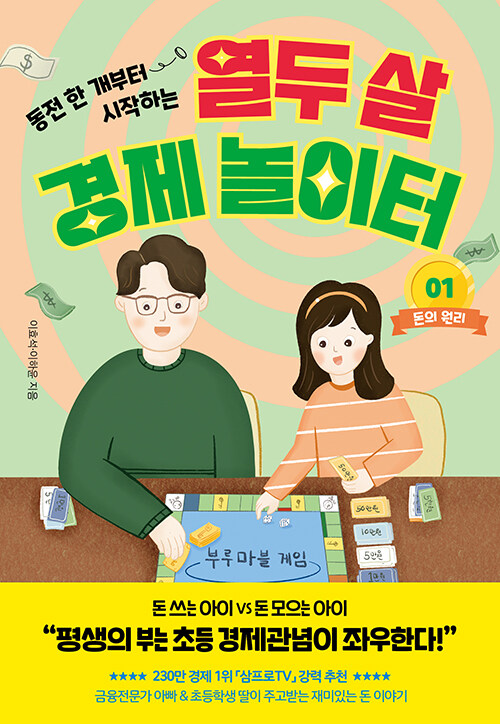 동전 한 개부터
시작하는
열두 살
경제 놀이터
01
돈의 원리
이효석·이하윤 지음
부루마블 게임
50만원
10만원
5만원
돈 쓰는 아이 VS 돈 모으는 아이
“평생의 부는 초등 경제관념이 좌우한다!”
★★★★ 230만 경제 1위 「삼프로TV」 강력 추천 ★★★★
금융전문가 아빠 & 초등학생 딸이 주고받는 재미있는 돈 이야기